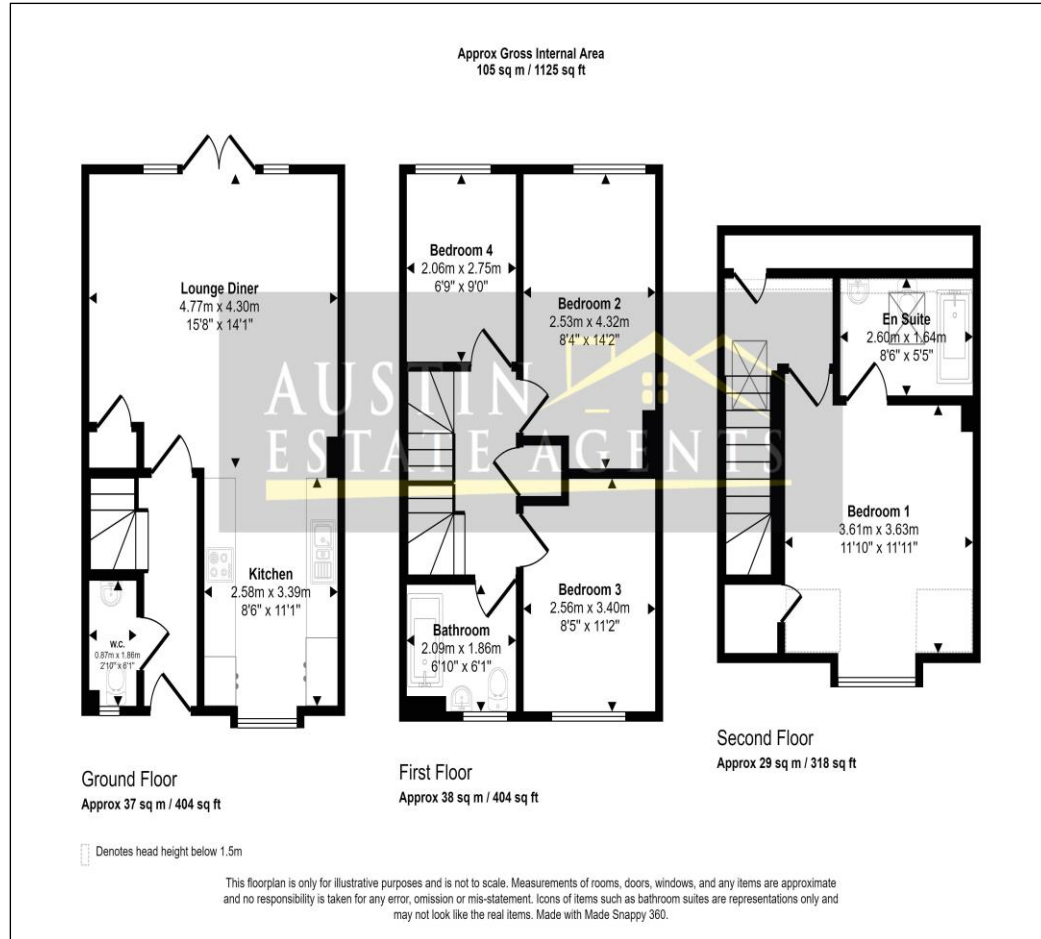 Approx Gross Internal Area
105 sq m / 1125 sq ft
Lounge Diner
4.77m x 4.30m
15'8" x 14'1"
Kitchen
2.58m x 3.39m
8'6" x 11'1"
W.C.
0.87m x 1.86m
2'10" x 6'1"
Ground Floor
Approx 37 sq m / 404 sq ft
Bedroom 4
2.06m x 2.75m
6'9" x 9'0"
Bedroom 2
2.53m x 4.32m
8'4" x 14'2"
Bedroom 3
2.56m x 3.40m
8'5" x 11'2"
Bathroom
2.09m x 1.86m
6'10" x 6'1"
First Floor
Approx 38 sq m / 404 sq ft
En Suite
2.60m x 1.64m
8'6" x 5'5"
Bedroom 1
3.61m x 3.63m
11'10" x 11'11"
Second Floor
Approx 29 sq m / 318 sq ft
AUSTIN
ESTATE AGENTS
Denotes head height below 1.5m
This floorplan is only for illustrative purposes and is not to scale. Measurements of rooms, doors, windows, and any items are approximate
and no responsibility is taken for any error, omission or mis-statement. Icons of items such as bathroom suites are representations only and
may not look like the real items. Made with Made Snappy 360.